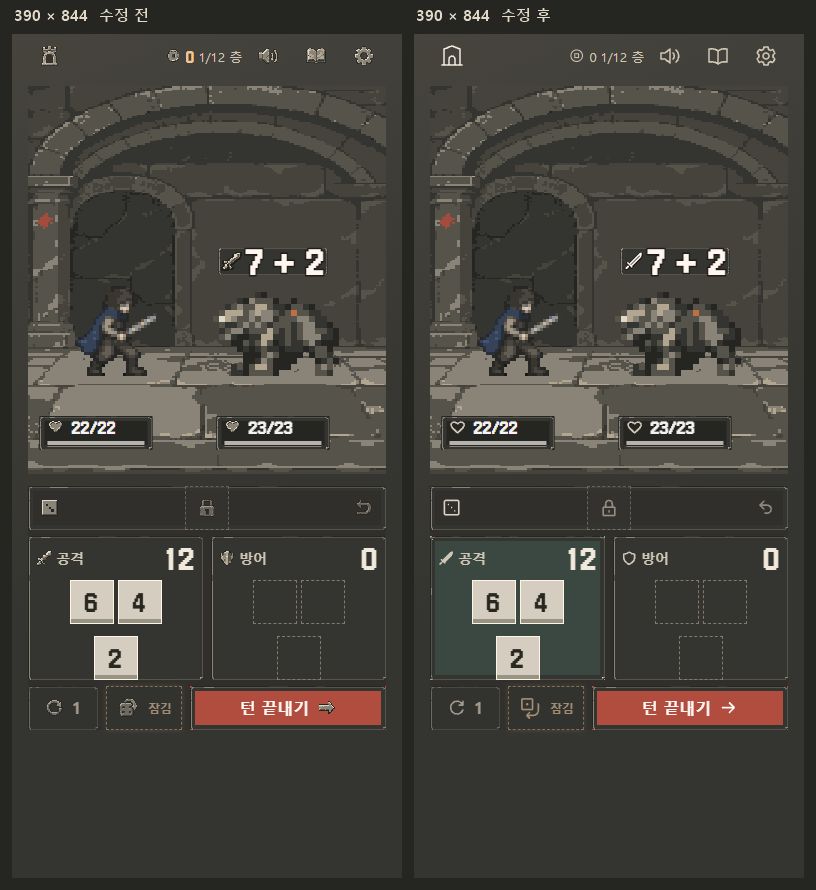 390 × 844 수정 전
0 1/12 층
7 + 2
22/22
23/23
공격 12
방어 0
6 4
2
1
잠김
턴 끝내기
390 × 844 수정 후
0 1/12 층
7 + 2
22/22
23/23
공격 12
방어 0
6 4
2
1
잠김
턴 끝내기